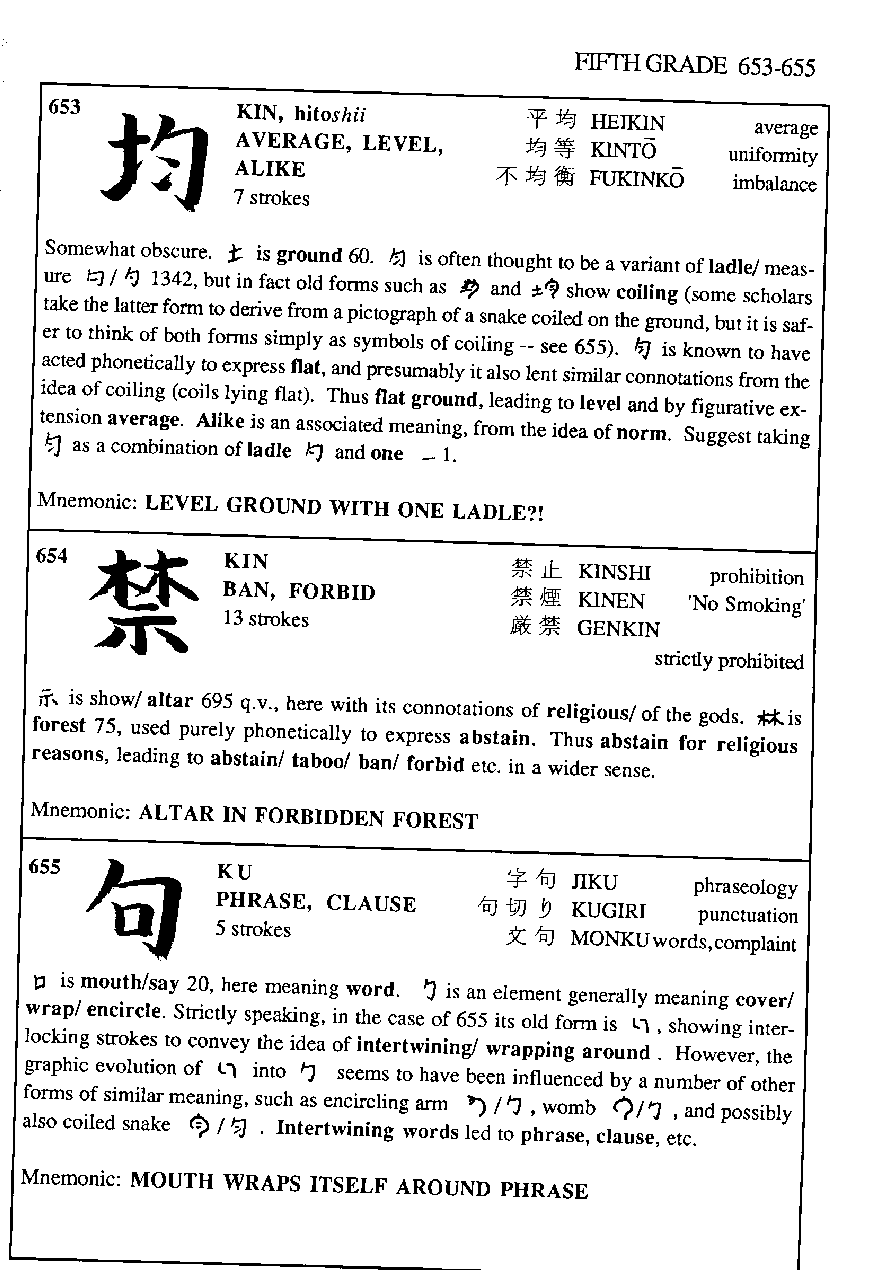 FIFTH GRADE 653-655
653
均
KIN, hitoshii
AVERAGE, LEVEL,
ALIKE
7 strokes
平均 HEIKIN average
均等 KINTŌ uniformity
不均衡 FUKINKŌ imbalance
Somewhat obscure. 土 is ground 60. 匀 is often thought to be a variant of ladle/ meas-
ure 勺/勺 1342, but in fact old forms such as and show coiling (some scholars
take the latter form to derive from a pictograph of a snake coiled on the ground, but it is saf-
er to think of both forms simply as symbols of coiling -- see 655). 匀 is known to have
acted phonetically to express flat, and presumably it also lent similar connotations from the
idea of coiling (coils lying flat). Thus flat ground, leading to level and by figurative ex-
tension average. Alike is an associated meaning, from the idea of norm. Suggest taking
匀 as a combination of ladle 勺 and one 一 1.
Mnemonic: LEVEL GROUND WITH ONE LADLE?!
654
禁
KIN
BAN, FORBID
13 strokes
禁止 KINSHI prohibition
禁煙 KINEN 'No Smoking'
厳禁 GENKIN
strictly prohibited
示 is show/ altar 695 q.v., here with its connotations of religious/ of the gods. 林 is
forest 75, used purely phonetically to express abstain. Thus abstain for religious
reasons, leading to abstain/ taboo/ ban/ forbid etc. in a wider sense.
Mnemonic: ALTAR IN FORBIDDEN FOREST
655
句
KU
PHRASE, CLAUSE
5 strokes
字句 JIKU phraseology
句切り KUGIRI punctuation
文句 MONKU words, complaint
口 is mouth/say 20, here meaning word. 勹 is an element generally meaning cover/
wrap/ encircle. Strictly speaking, in the case of 655 its old form is , showing inter-
locking strokes to convey the idea of intertwining/ wrapping around . However, the
graphic evolution of into 勹 seems to have been influenced by a number of other
forms of similar meaning, such as encircling arm /勹 , womb /勹 , and possibly
also coiled snake /匀 . Intertwining words led to phrase, clause, etc.
Mnemonic: MOUTH WRAPS ITSELF AROUND PHRASE